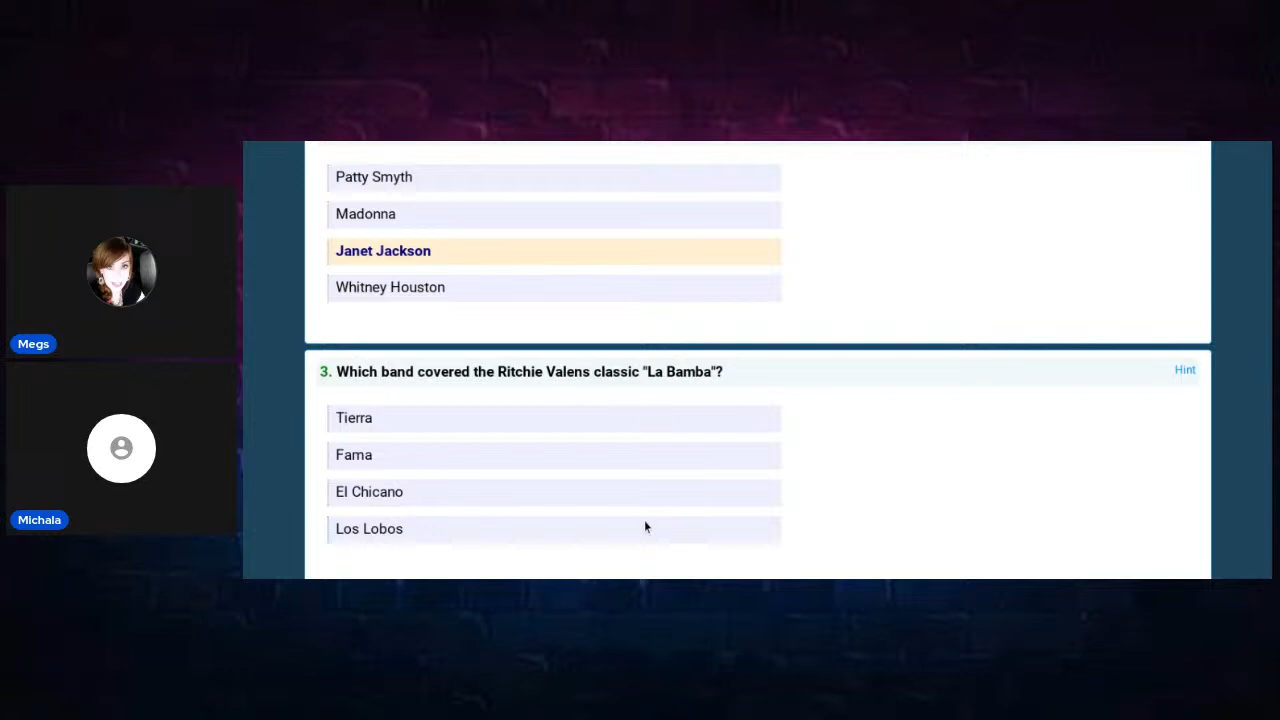 Patty Smyth
Madonna
Janet Jackson
Whitney Houston
Megs
3. Which band covered the Ritchie Valens classic "La Bamba"?
Hint
Tierra
Fama
El Chicano
Los Lobos
Michala